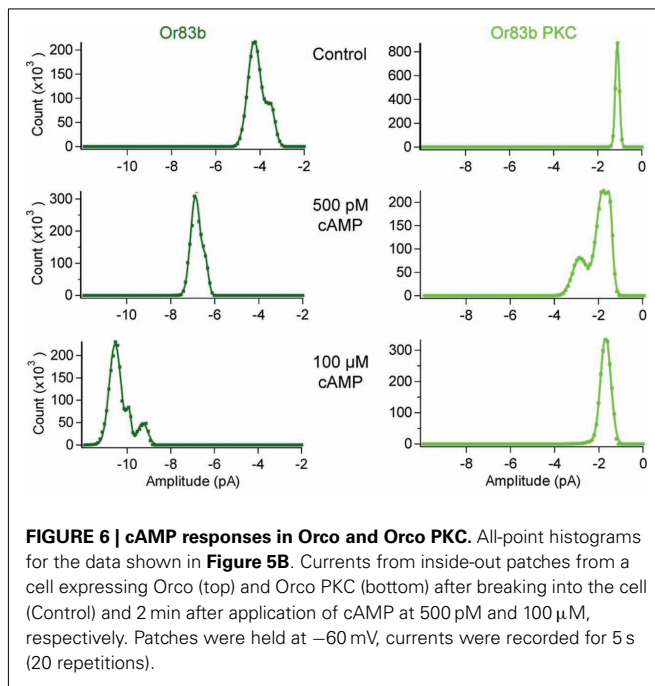 Or83b
Or83b PKC
Count (x10³)
200
150
100
50
0
-10 -8 -6 -4 -2
Control
800
600
400
200
0
-8 -6 -4 -2 0
Count (x10³)
300
200
100
0
-10 -8 -6 -4 -2
500 pM
cAMP
200
150
100
50
0
-8 -6 -4 -2 0
Count (x10³)
200
150
100
50
0
-10 -8 -6 -4 -2
Amplitude (pA)
100 µM
cAMP
300
200
100
0
-8 -6 -4 -2 0
Amplitude (pA)
FIGURE 6 | cAMP responses in Orco and Orco PKC. All-point histograms
for the data shown in Figure 5B. Currents from inside-out patches from a
cell expressing Orco (top) and Orco PKC (bottom) after breaking into the cell
(Control) and 2 min after application of cAMP at 500 pM and 100 µM,
respectively. Patches were held at −60 mV, currents were recorded for 5 s
(20 repetitions).